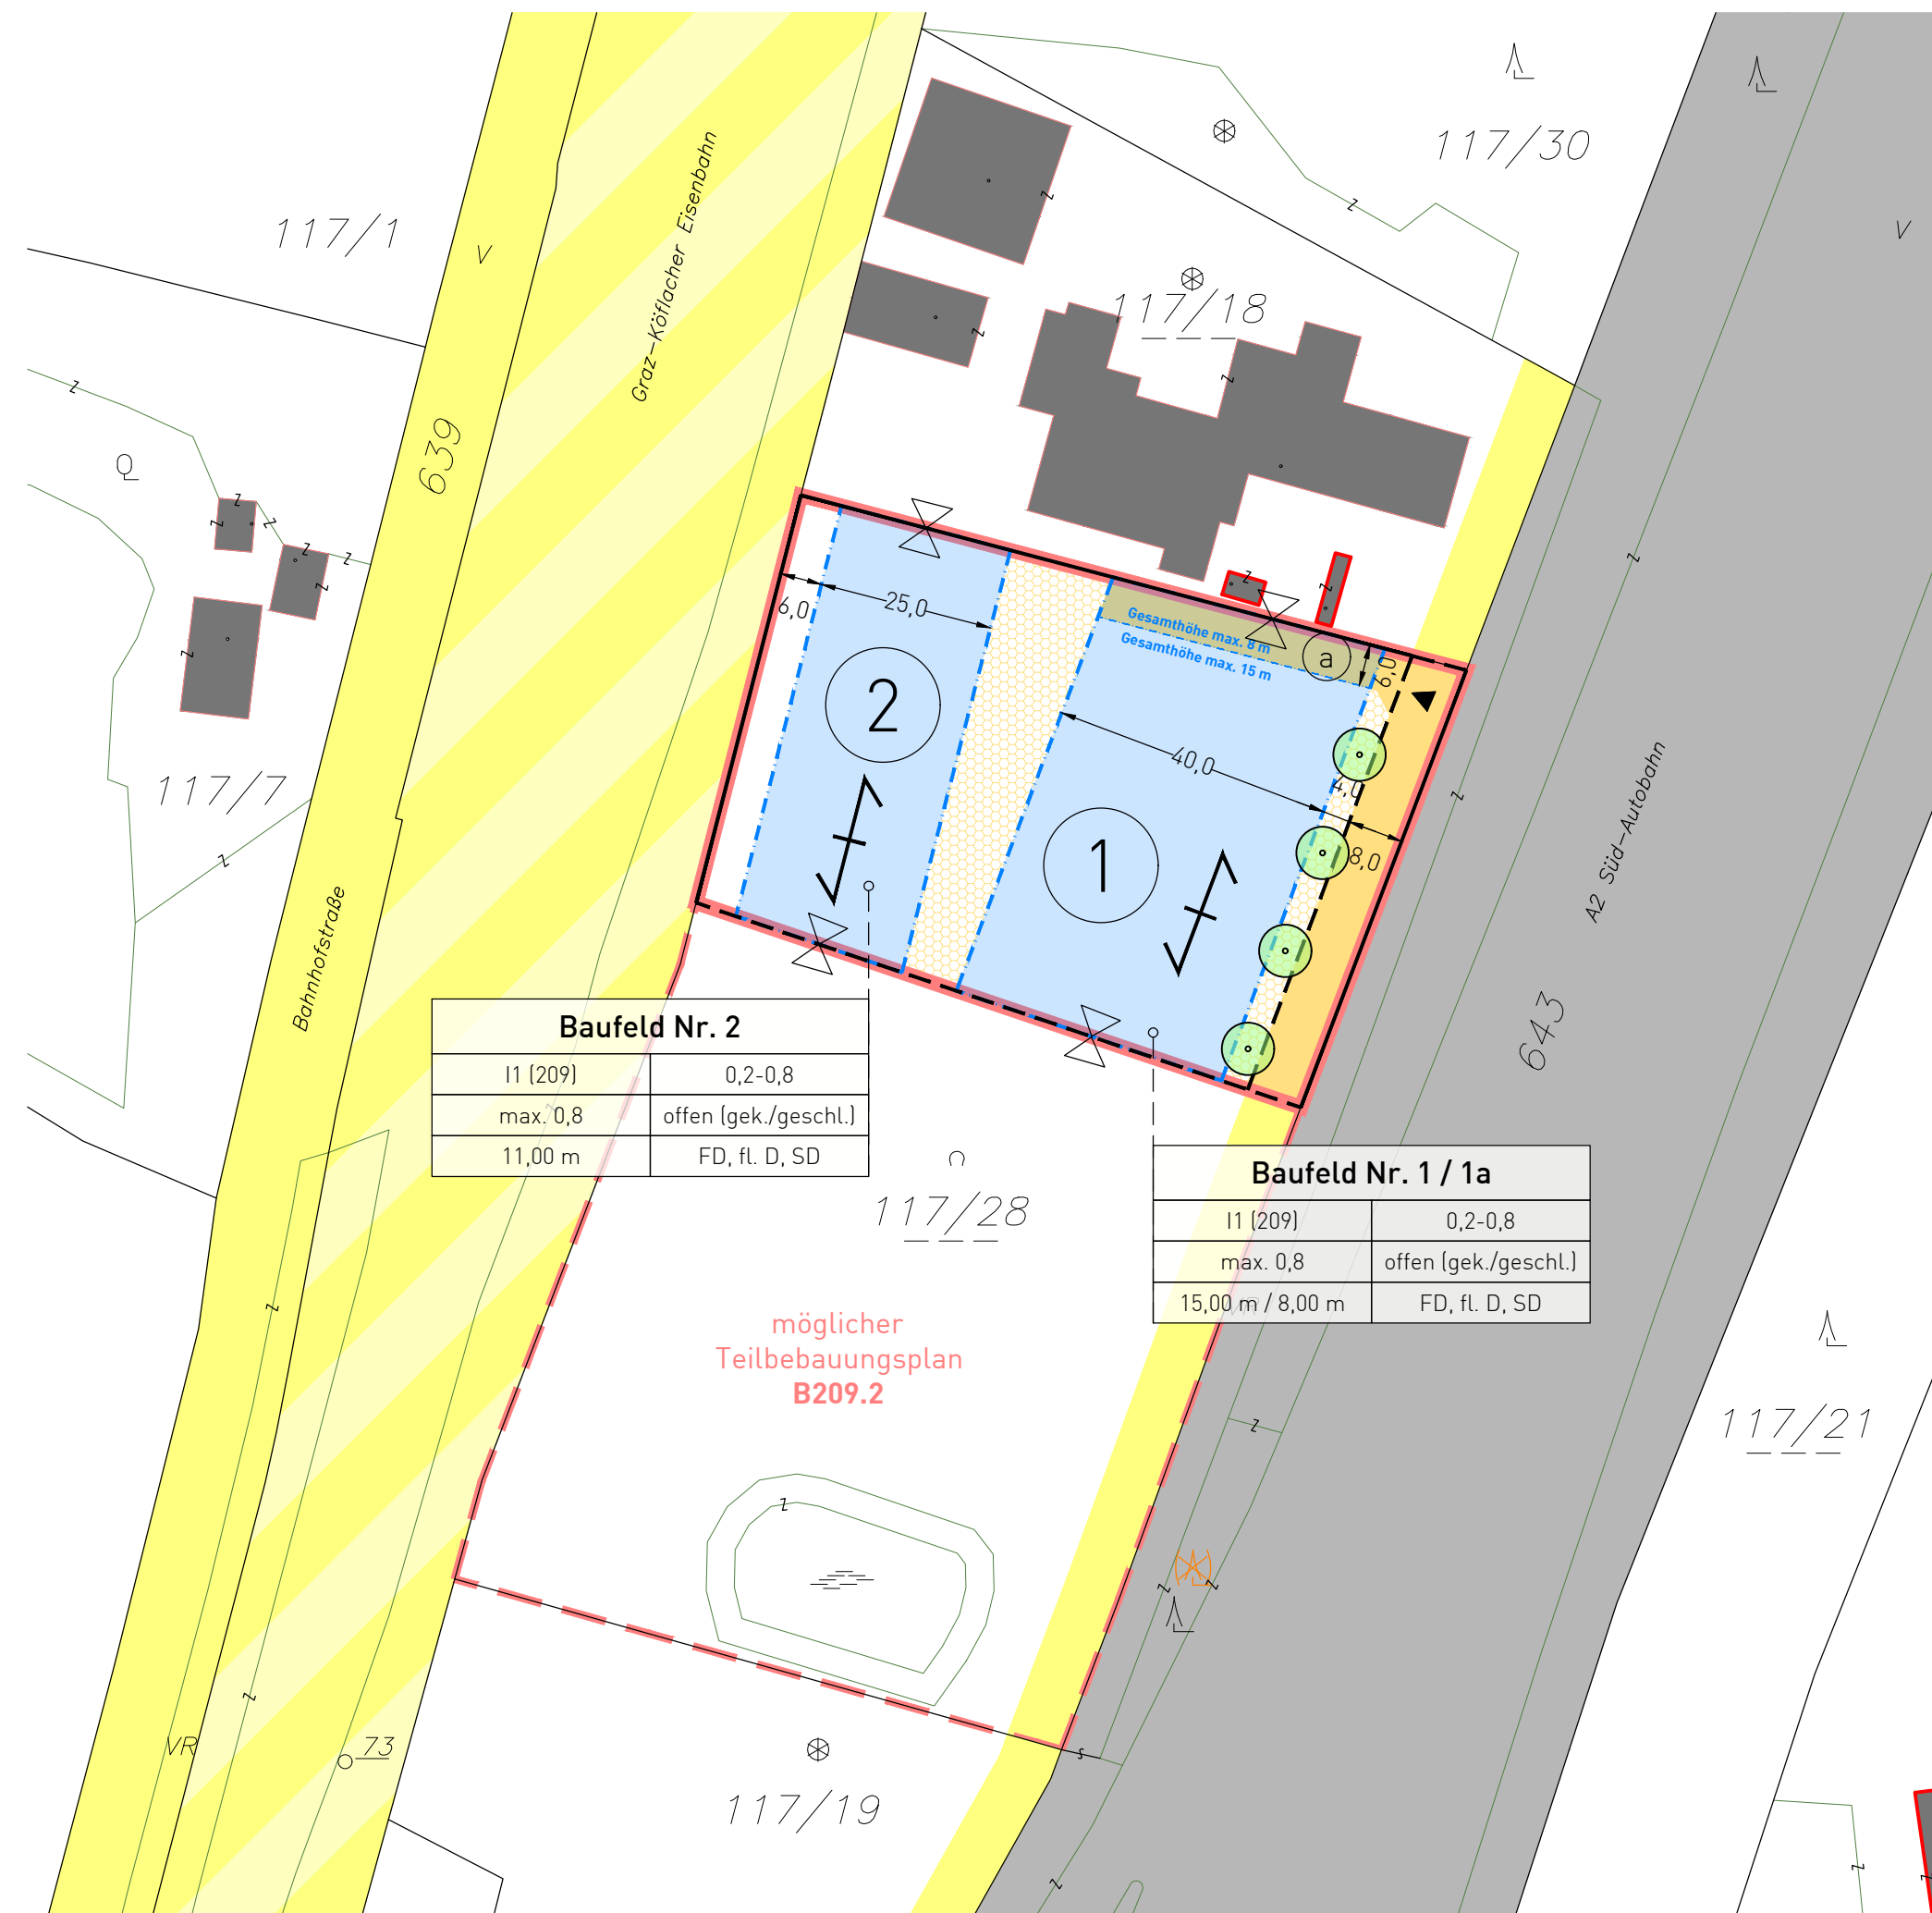 117/30
117/1
V
V
Graz-Köflacher Eisenbahn
117/18
639
6,0
25,0
Gesamthöhe max. 8 m
Gesamthöhe max. 15 m
a
6,0
2
40,0
4,0
8,0
1
117/7
A2 Süd-Autobahn
Bahnhofstraße
643
Baufeld Nr. 2
I1 (209) 0,2-0,8
max. 0,8 offen (gek./geschl.)
11,00 m FD, fl. D, SD
117/28
Baufeld Nr. 1 / 1a
I1 (209) 0,2-0,8
max. 0,8 offen (gek./geschl.)
15,00 m / 8,00 m FD, fl. D, SD
möglicher
Teilbebauungsplan
B209.2
117/21
VR
73
117/19